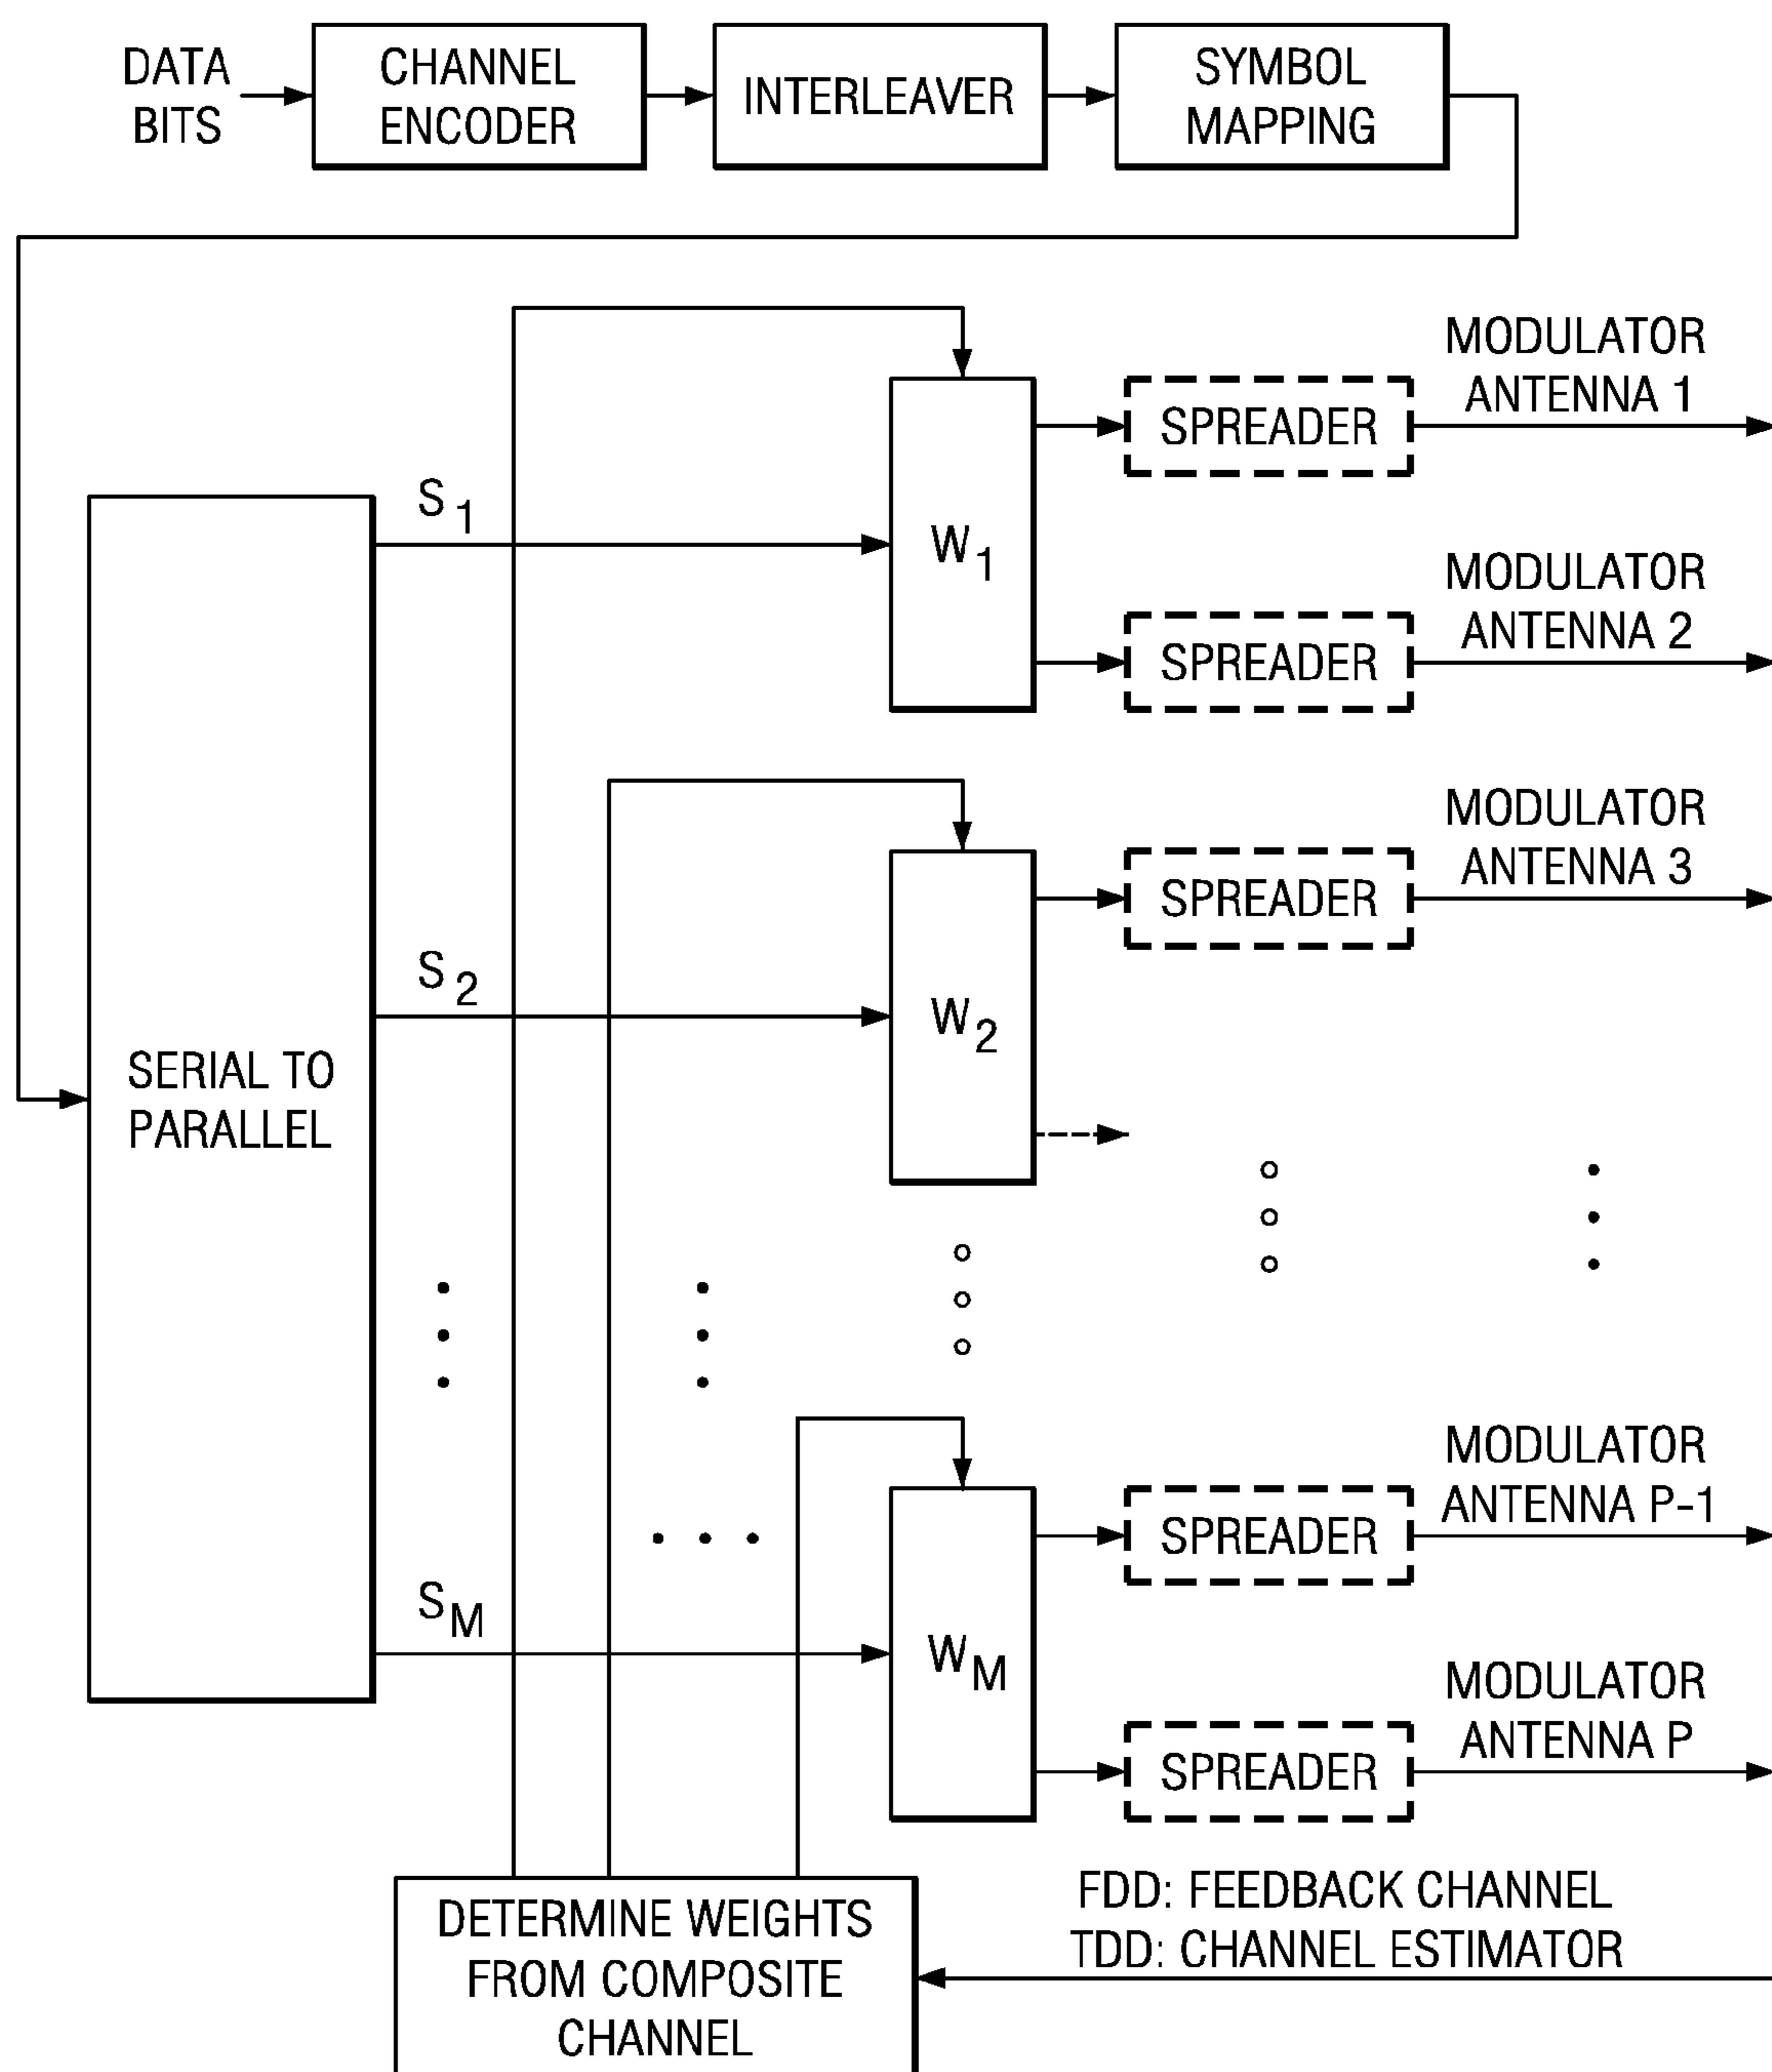 DATA
BITS
CHANNEL
ENCODER
INTERLEAVER
SYMBOL
MAPPING
MODULATOR
ANTENNA 1
SPREADER
S1
W1
MODULATOR
ANTENNA 2
SPREADER
MODULATOR
ANTENNA 3
SPREADER
S2
W2
SERIAL TO
PARALLEL
MODULATOR
ANTENNA P-1
SPREADER
SM
WM
MODULATOR
ANTENNA P
SPREADER
DETERMINE WEIGHTS
FROM COMPOSITE
CHANNEL
FDD: FEEDBACK CHANNEL
TDD: CHANNEL ESTIMATOR